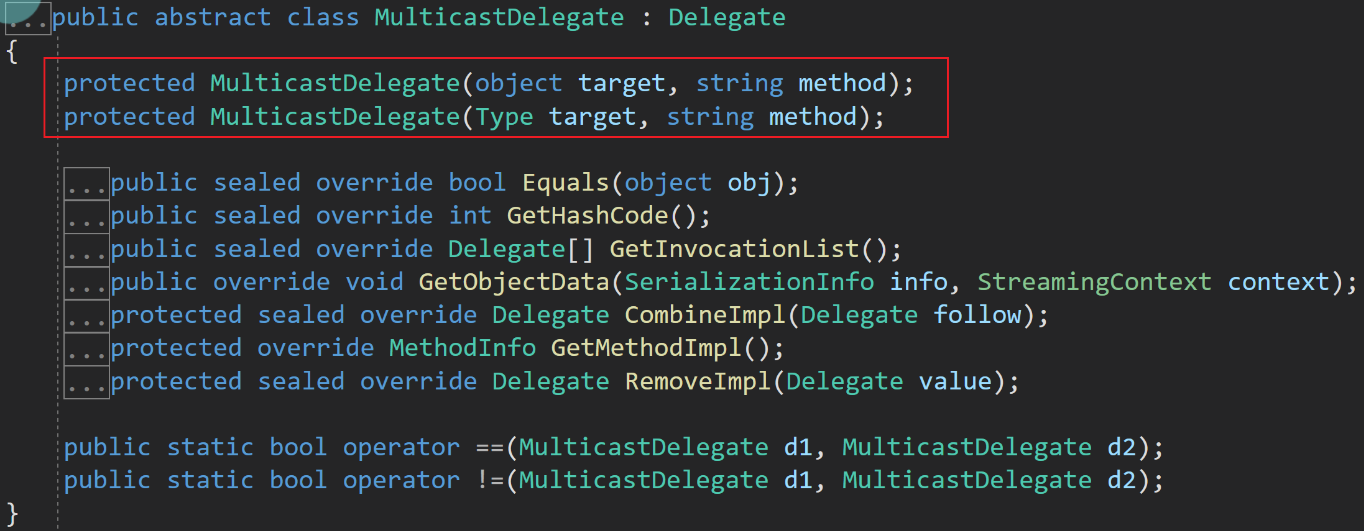 ...public abstract class MulticastDelegate : Delegate
{
protected MulticastDelegate(object target, string method);
protected MulticastDelegate(Type target, string method);
...public sealed override bool Equals(object obj);
...public sealed override int GetHashCode();
...public sealed override Delegate[] GetInvocationList();
...public override void GetObjectData(SerializationInfo info, StreamingContext context);
...protected sealed override Delegate CombineImpl(Delegate follow);
...protected override MethodInfo GetMethodImpl();
...protected sealed override Delegate RemoveImpl(Delegate value);
public static bool operator ==(MulticastDelegate d1, MulticastDelegate d2);
public static bool operator !=(MulticastDelegate d1, MulticastDelegate d2);
}